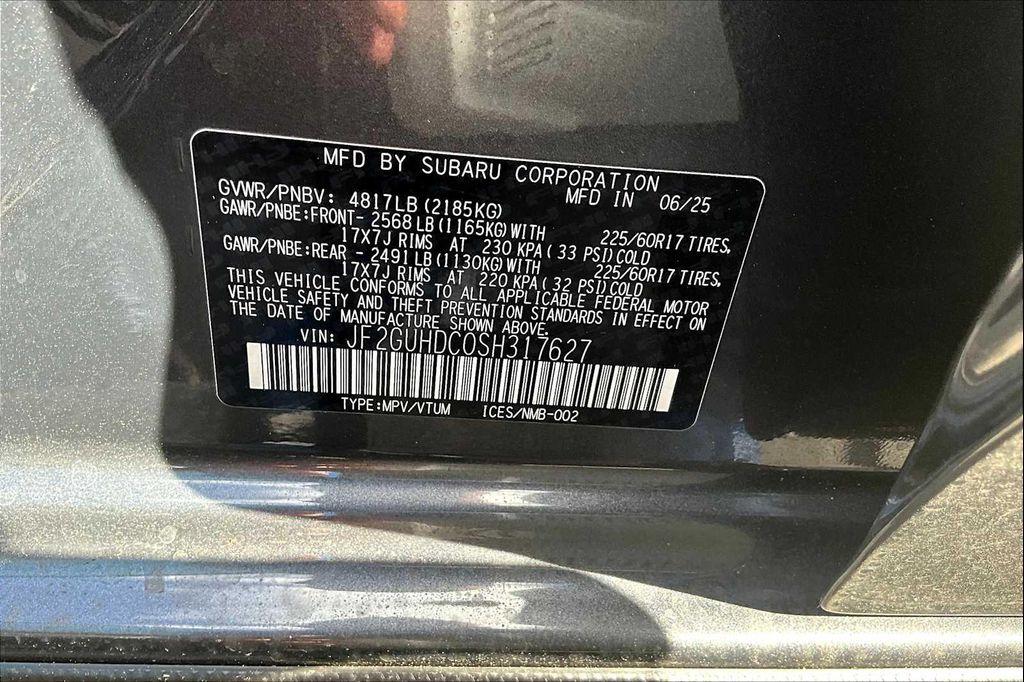 MFD BY SUBARU CORPORATION
GVWR/PNBV: 4817LB (2185KG) MFD IN 06/25
GAWR/PNBE:FRONT- 2568 LB (1165KG) WITH 225/60R17 TIRES,
17X7J RIMS AT 230 KPA ( 33 PSI) COLD
GAWR/PNBE:REAR - 2491 LB (1130KG) WITH 225/60R17 TIRES,
17X7J RIMS AT 220 KPA ( 32 PSI) COLD
THIS VEHICLE CONFORMS TO ALL APPLICABLE FEDERAL MOTOR
VEHICLE SAFETY AND THEFT PREVENTION STANDARDS IN EFFECT ON
THE DATE OF MANUFACTURE SHOWN ABOVE.
VIN: JF2GUHDC0SH317627
TYPE:MPV/VTUM ICES/NMB-002